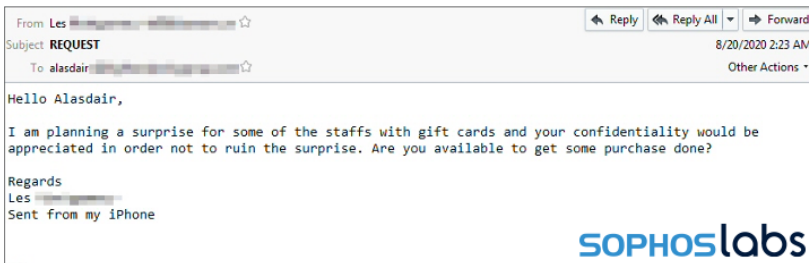 From Les
Reply Reply All Forward
Subject REQUEST
8/20/2020 2:23 AM
To alasdair
Other Actions
Hello Alasdair,
I am planning a surprise for some of the staffs with gift cards and your confidentiality would be
appreciated in order not to ruin the surprise. Are you available to get some purchase done?
Regards
Les
Sent from my iPhone
SOPHOSlabs